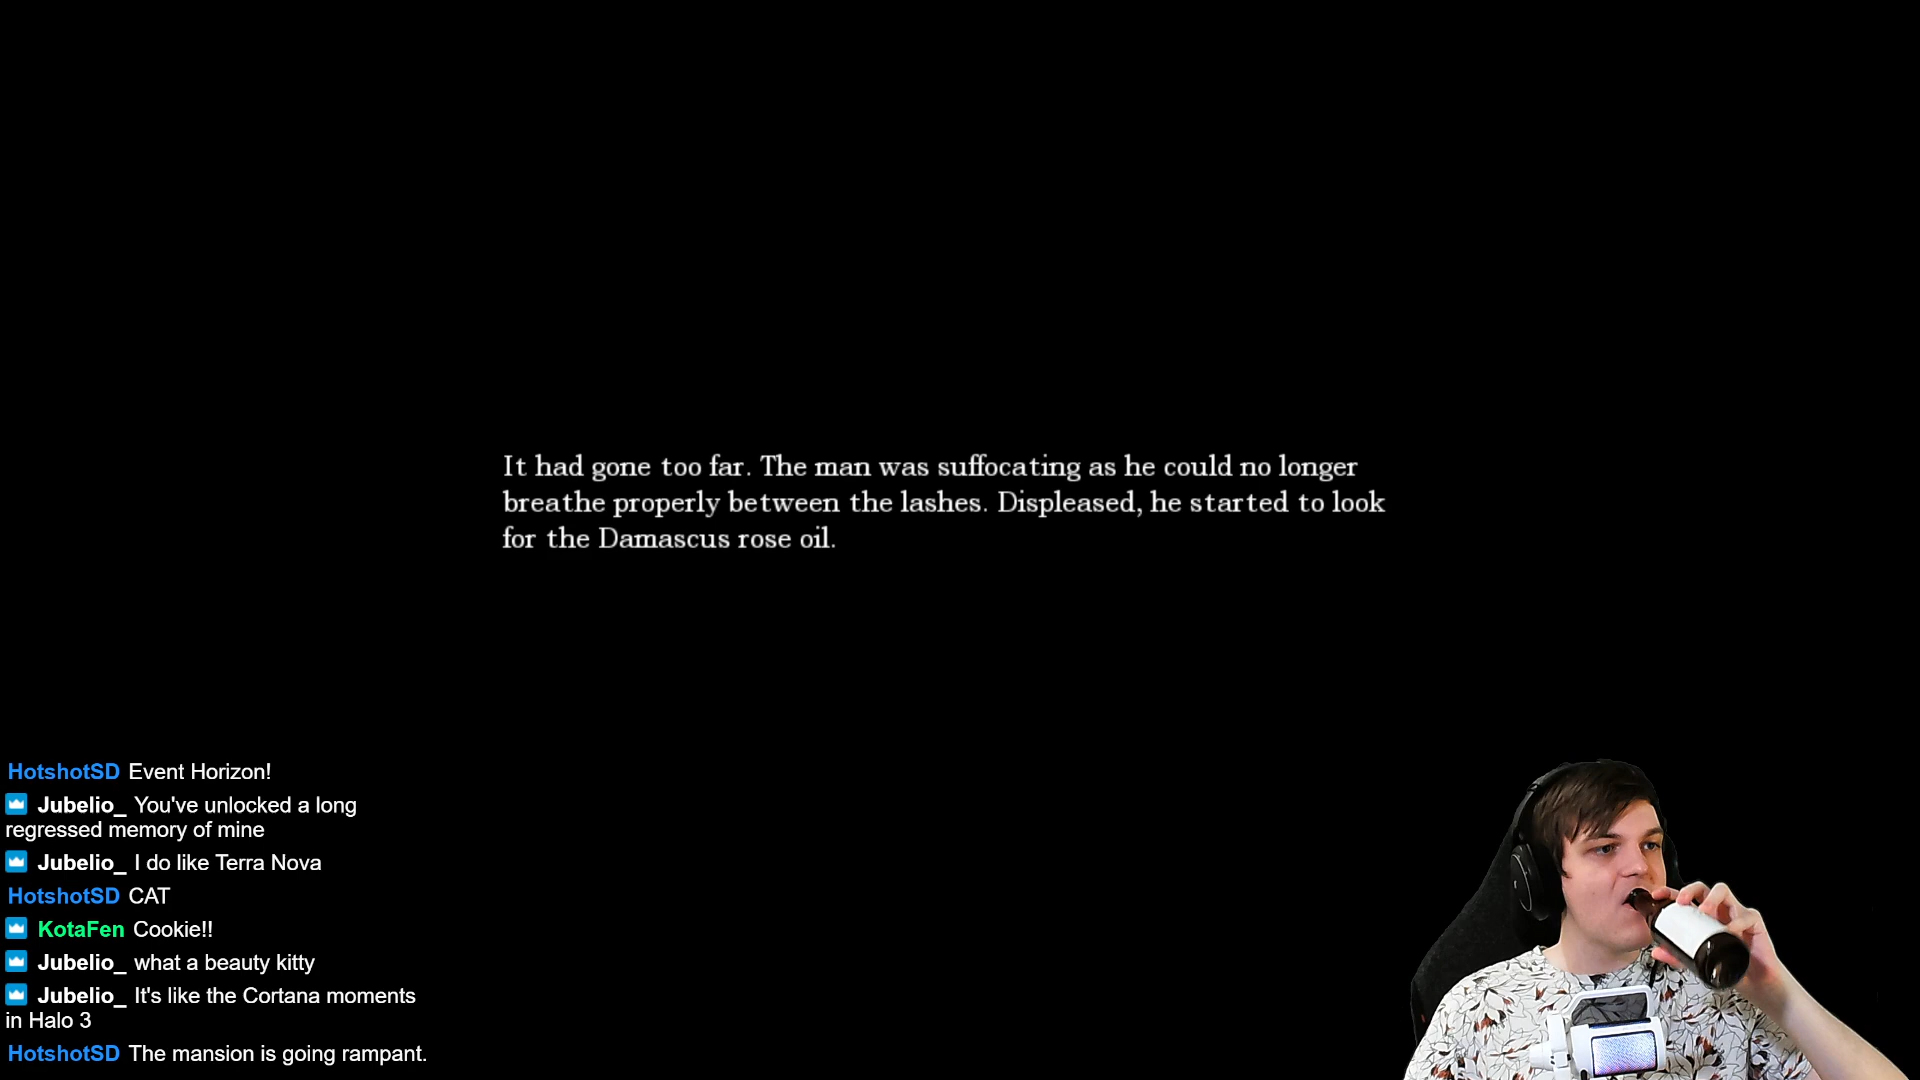 It had gone too far. The man was suffocating as he could no longer
breathe properly between the lashes. Displeased, he started to look
for the Damascus rose oil.
HotshotSD Event Horizon!
Jubelio_ You've unlocked a long
regressed memory of mine
Jubelio_ I do like Terra Nova
HotshotSD CAT
KotaFen Cookie!!
Jubelio_ what a beauty kitty
Jubelio_ It's like the Cortana moments
in Halo 3
HotshotSD The mansion is going rampant.